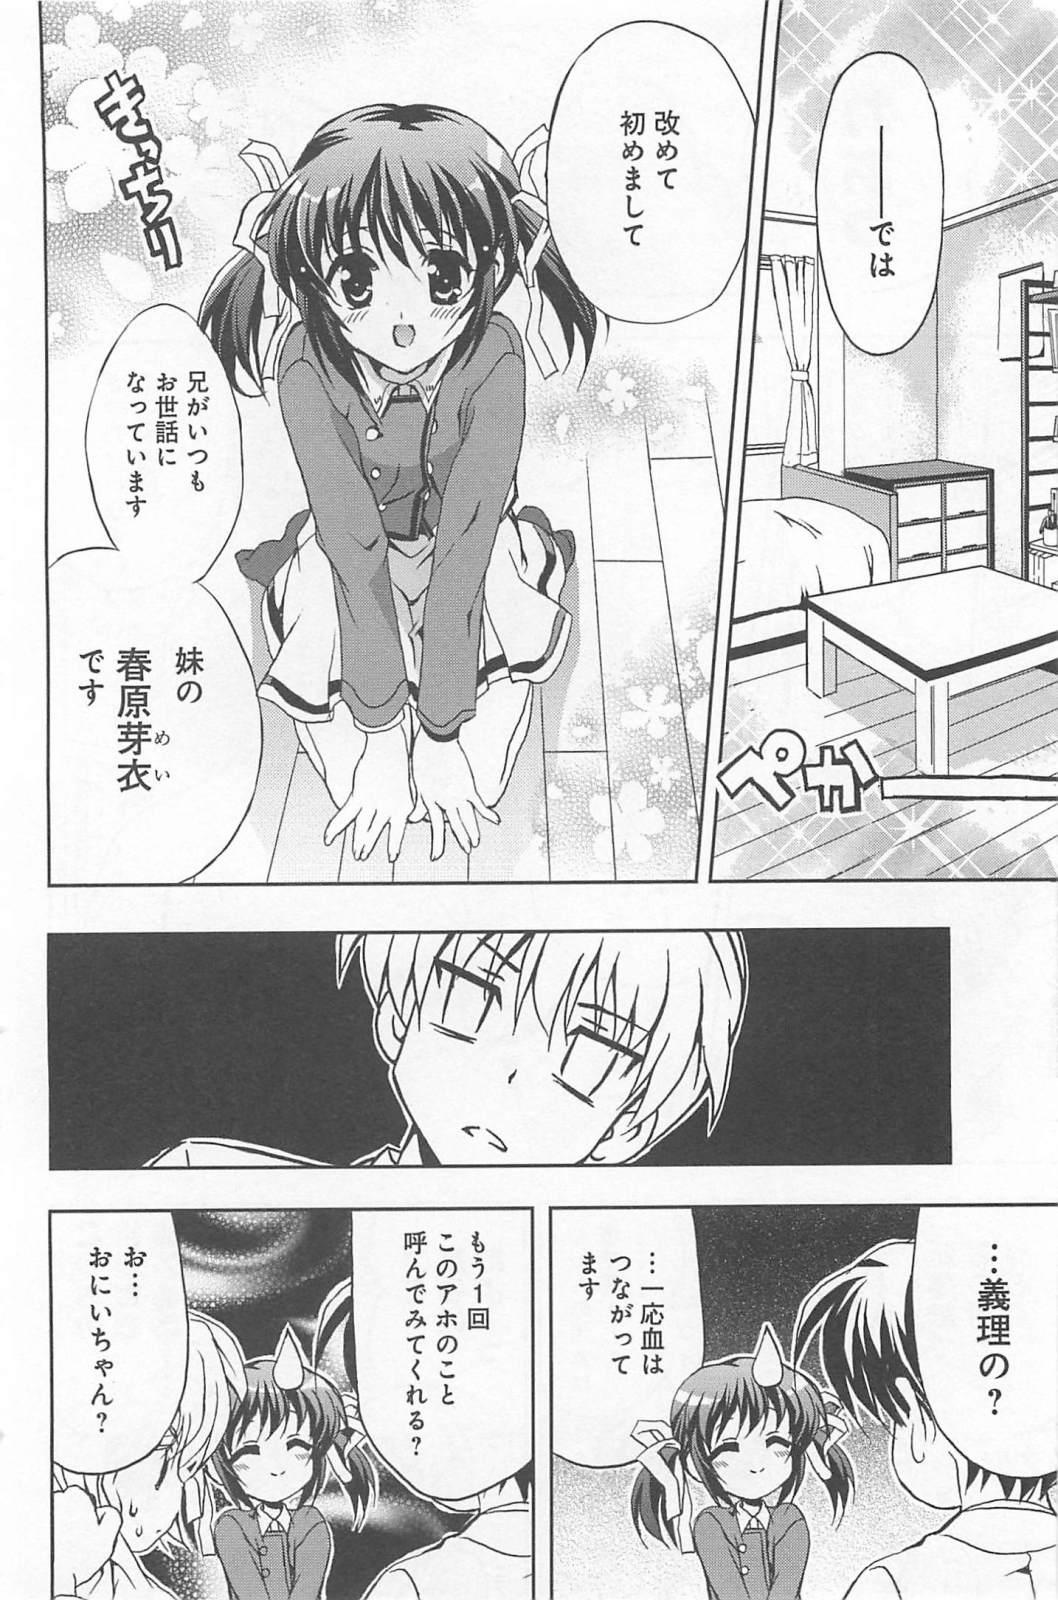 ――では
ぺかー
改めて
初めまして
きっちり
兄がいつも
お世話に
なっています
妹の
春原芽衣
めい
です
…義理の？
…一応血は
つながって
ます
もう1回
このアホのこと
呼んでみてくれる？
お…
おにいちゃん？